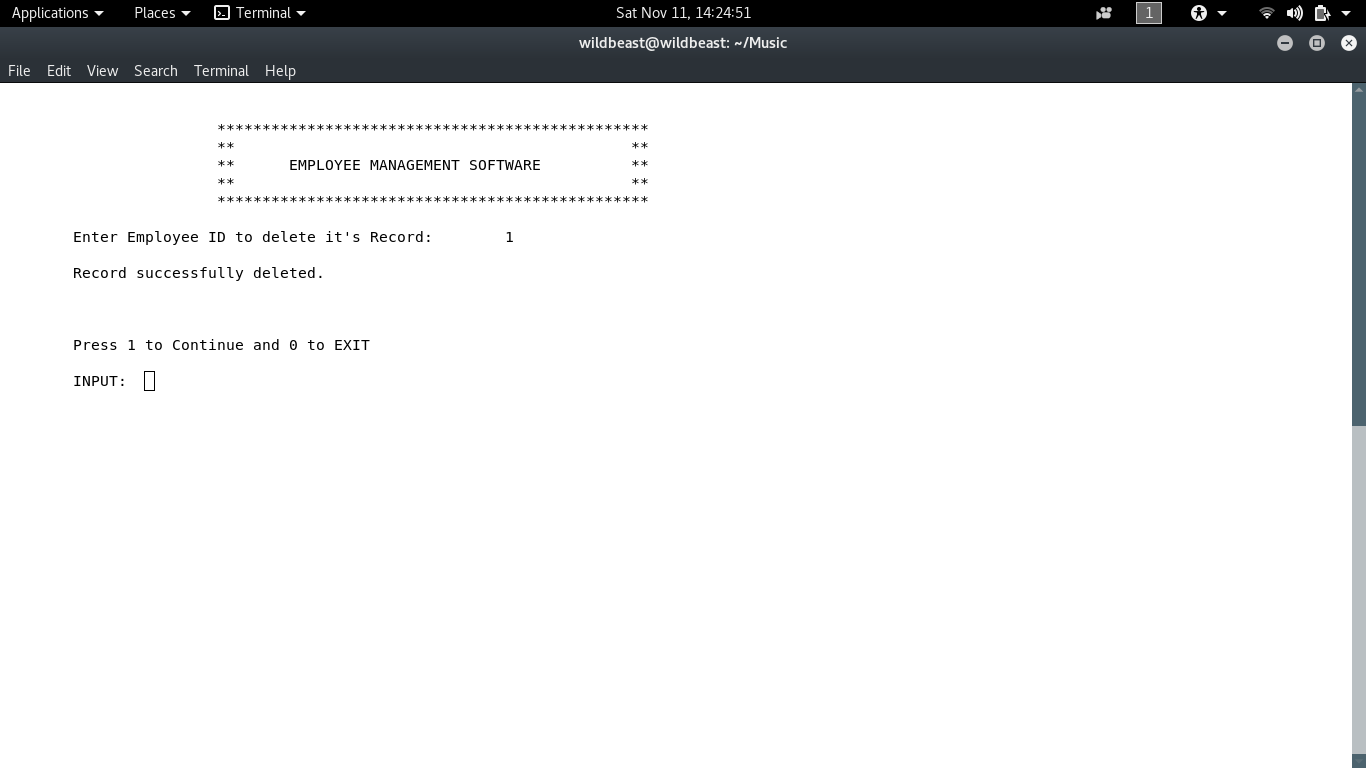 Applications Places Terminal Sat Nov 11, 14:24:51 1
wildbeast@wildbeast: ~/Music
File Edit View Search Terminal Help
************************************************
** **
** EMPLOYEE MANAGEMENT SOFTWARE **
** **
************************************************
Enter Employee ID to delete it's Record: 1
Record successfully deleted.
Press 1 to Continue and 0 to EXIT
INPUT: